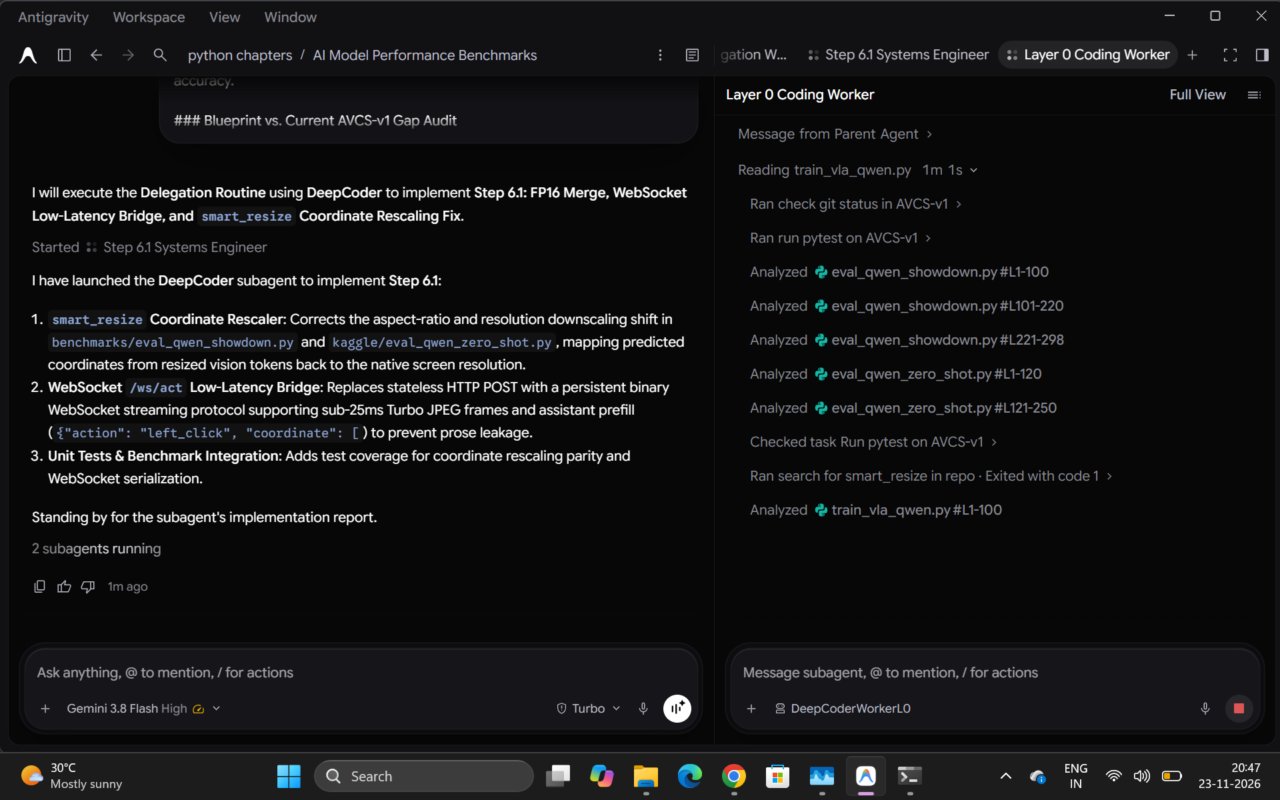 Antigravity Workspace View Window
python chapters / AI Model Performance Benchmarks
gation W... Step 6.1 Systems Engineer Layer 0 Coding Worker
accuracy.
### Blueprint vs. Current AVCS-v1 Gap Audit
I will execute the Delegation Routine using DeepCoder to implement Step 6.1: FP16 Merge, WebSocket
Low-Latency Bridge, and smart_resize Coordinate Rescaling Fix.
Started Step 6.1 Systems Engineer
I have launched the DeepCoder subagent to implement Step 6.1:
1. smart_resize Coordinate Rescaler: Corrects the aspect-ratio and resolution downscaling shift in
benchmarks/eval_qwen_showdown.py and kaggle/eval_qwen_zero_shot.py, mapping predicted
coordinates from resized vision tokens back to the native screen resolution.
2. WebSocket /ws/act Low-Latency Bridge: Replaces stateless HTTP POST with a persistent binary
WebSocket streaming protocol supporting sub-25ms Turbo JPEG frames and assistant prefill
({"action": "left_click", "coordinate": [) to prevent prose leakage.
3. Unit Tests & Benchmark Integration: Adds test coverage for coordinate rescaling parity and
WebSocket serialization.
Standing by for the subagent's implementation report.
2 subagents running
1m ago
Ask anything, @ to mention, / for actions
Gemini 3.8 Flash High
Turbo
Layer 0 Coding Worker
Full View
Message from Parent Agent >
Reading train_vla_qwen.py 1m 1s
Ran check git status in AVCS-v1 >
Ran run pytest on AVCS-v1 >
Analyzed eval_qwen_showdown.py #L1-100
Analyzed eval_qwen_showdown.py #L101-220
Analyzed eval_qwen_showdown.py #L221-298
Analyzed eval_qwen_zero_shot.py #L1-120
Analyzed eval_qwen_zero_shot.py #L121-250
Checked task Run pytest on AVCS-v1 >
Ran search for smart_resize in repo · Exited with code 1 >
Analyzed train_vla_qwen.py #L1-100
Message subagent, @ to mention, / for actions
DeepCoderWorkerL0
30°C
Mostly sunny
Search
ENG
IN
20:47
23-11-2026